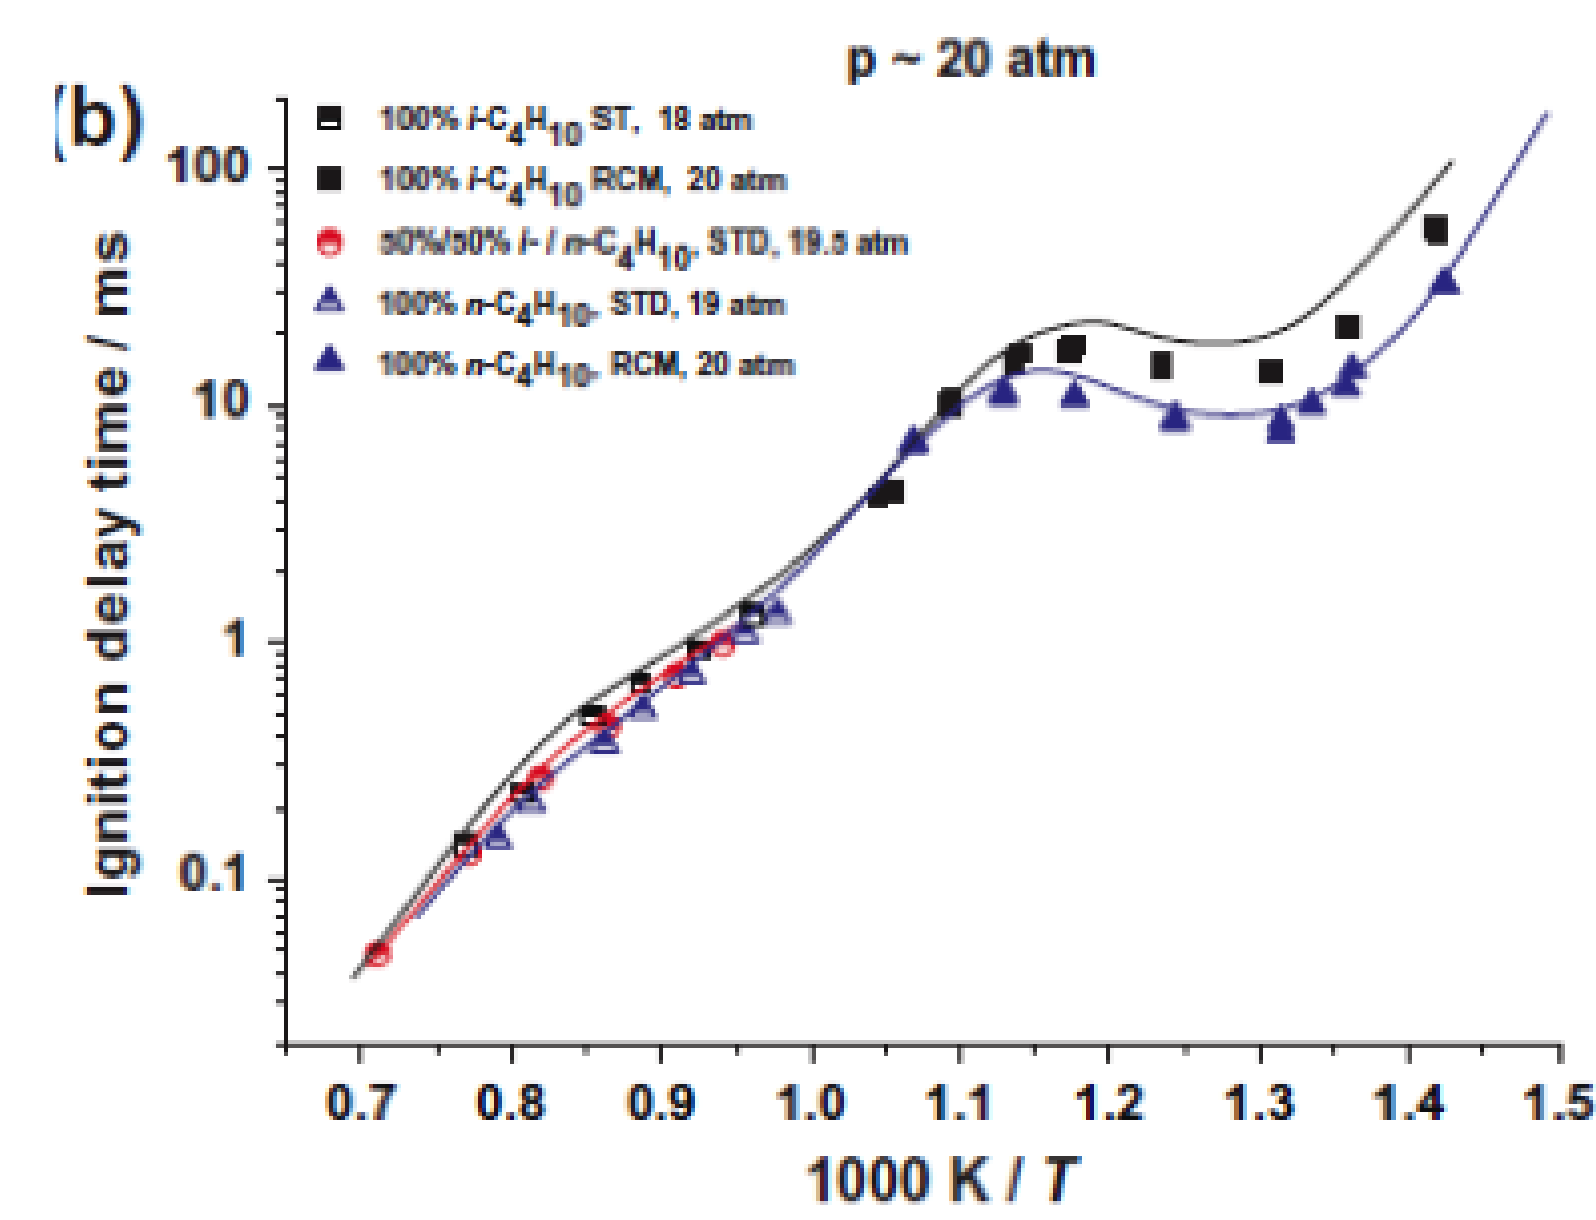 p ~ 20 atm
(b)
100% i-C4H10 ST, 18 atm
100% i-C4H10 RCM, 20 atm
50%/50% i- / n-C4H10, STD, 19.5 atm
100% n-C4H10, STD, 19 atm
100% n-C4H10, RCM, 20 atm
Ignition delay time / ms
100
10
1
0.1
0.7 0.8 0.9 1.0 1.1 1.2 1.3 1.4 1.5
1000 K / T